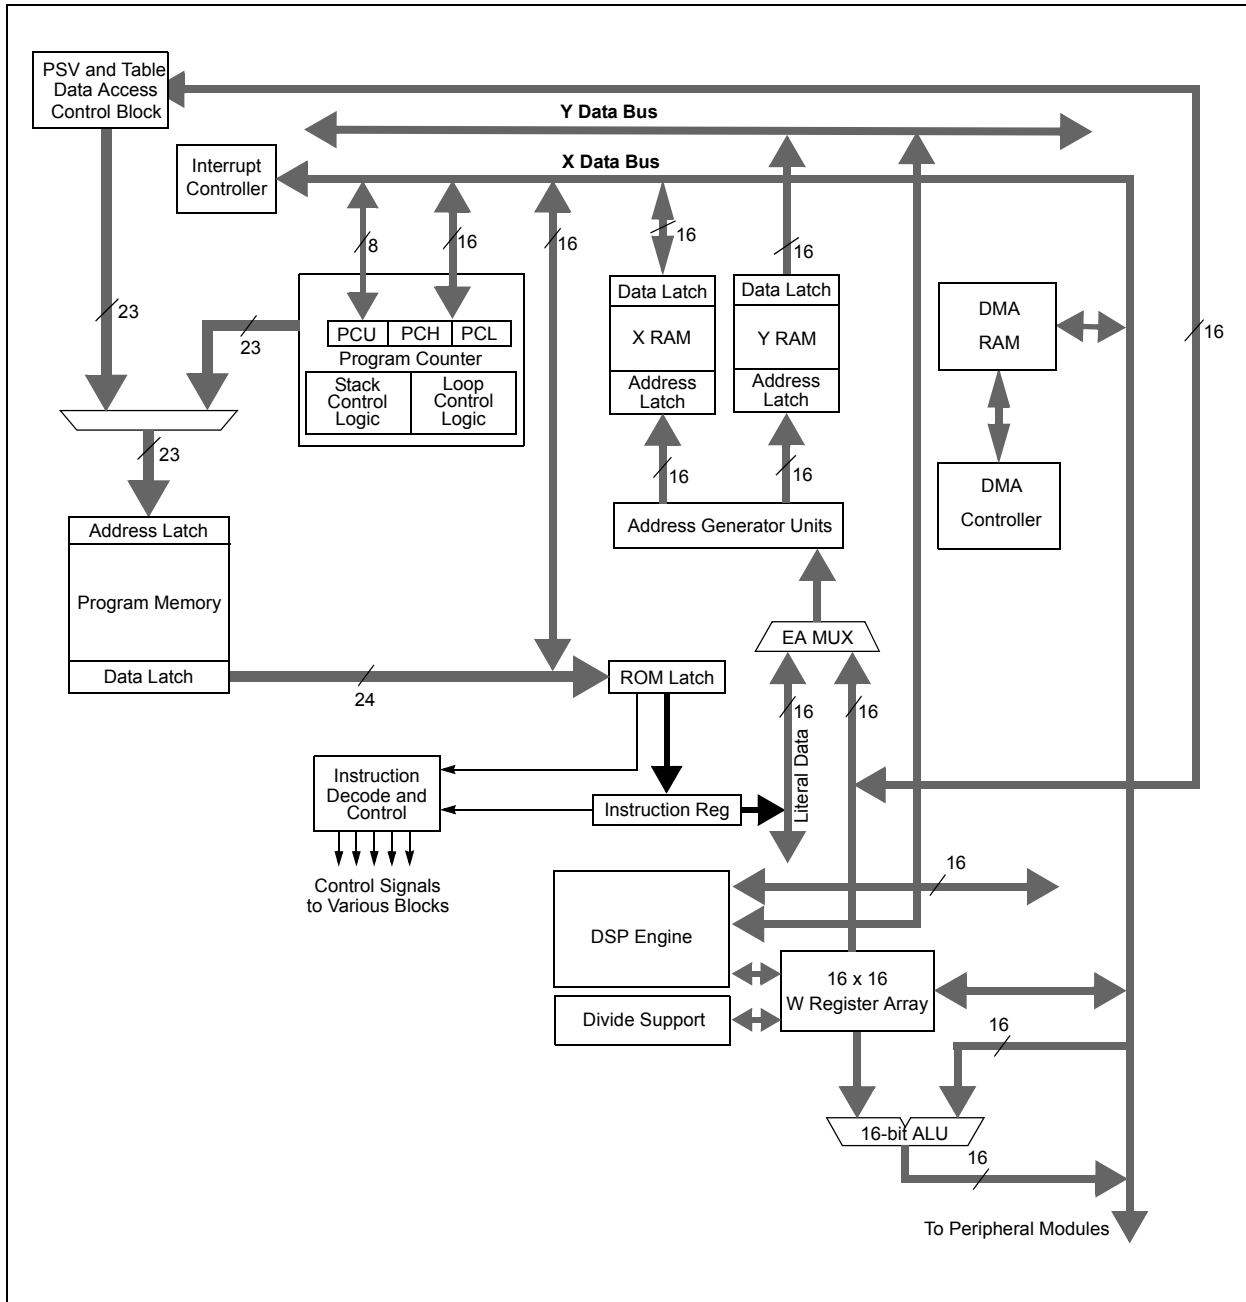 PSV and Table
Data Access
Control Block
Y Data Bus
Interrupt
Controller
X Data Bus
8
16
16
16
16
23
23
16
PCU
PCH
PCL
Program Counter
Stack
Control
Logic
Loop
Control
Logic
Data Latch
X RAM
Address
Latch
Data Latch
Y RAM
Address
Latch
DMA
RAM
23
16
16
DMA
Controller
Address Latch
Program Memory
Data Latch
Address Generator Units
EA MUX
24
ROM Latch
16
16
Literal Data
Instruction
Decode and
Control
Instruction Reg
Control Signals
to Various Blocks
16
DSP Engine
16 x 16
W Register Array
Divide Support
16
16-bit ALU
16
To Peripheral Modules